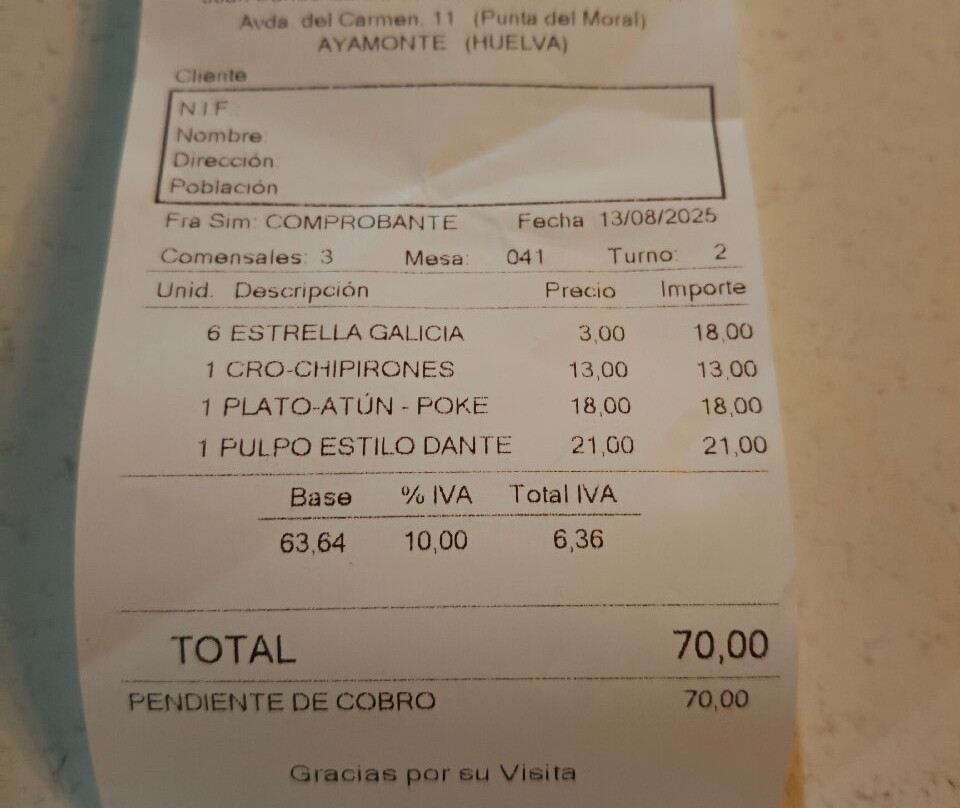 Avda. del Carmen, 11 (Punta del Moral)
AYAMONTE (HUELVA)
Cliente
N.I.F.:
Nombre:
Dirección:
Población
Fra Sim: COMPROBANTE Fecha 13/08/2025
Comensales: 3 Mesa: 041 Turno: 2
Unid. Descripción Precio Importe
6 ESTRELLA GALICIA 3,00 18,00
1 CRO-CHIPIRONES 13,00 13,00
1 PLATO-ATÚN - POKE 18,00 18,00
1 PULPO ESTILO DANTE 21,00 21,00
Base % IVA Total IVA
63,64 10,00 6,36
TOTAL 70,00
PENDIENTE DE COBRO 70,00
Gracias por su Visita